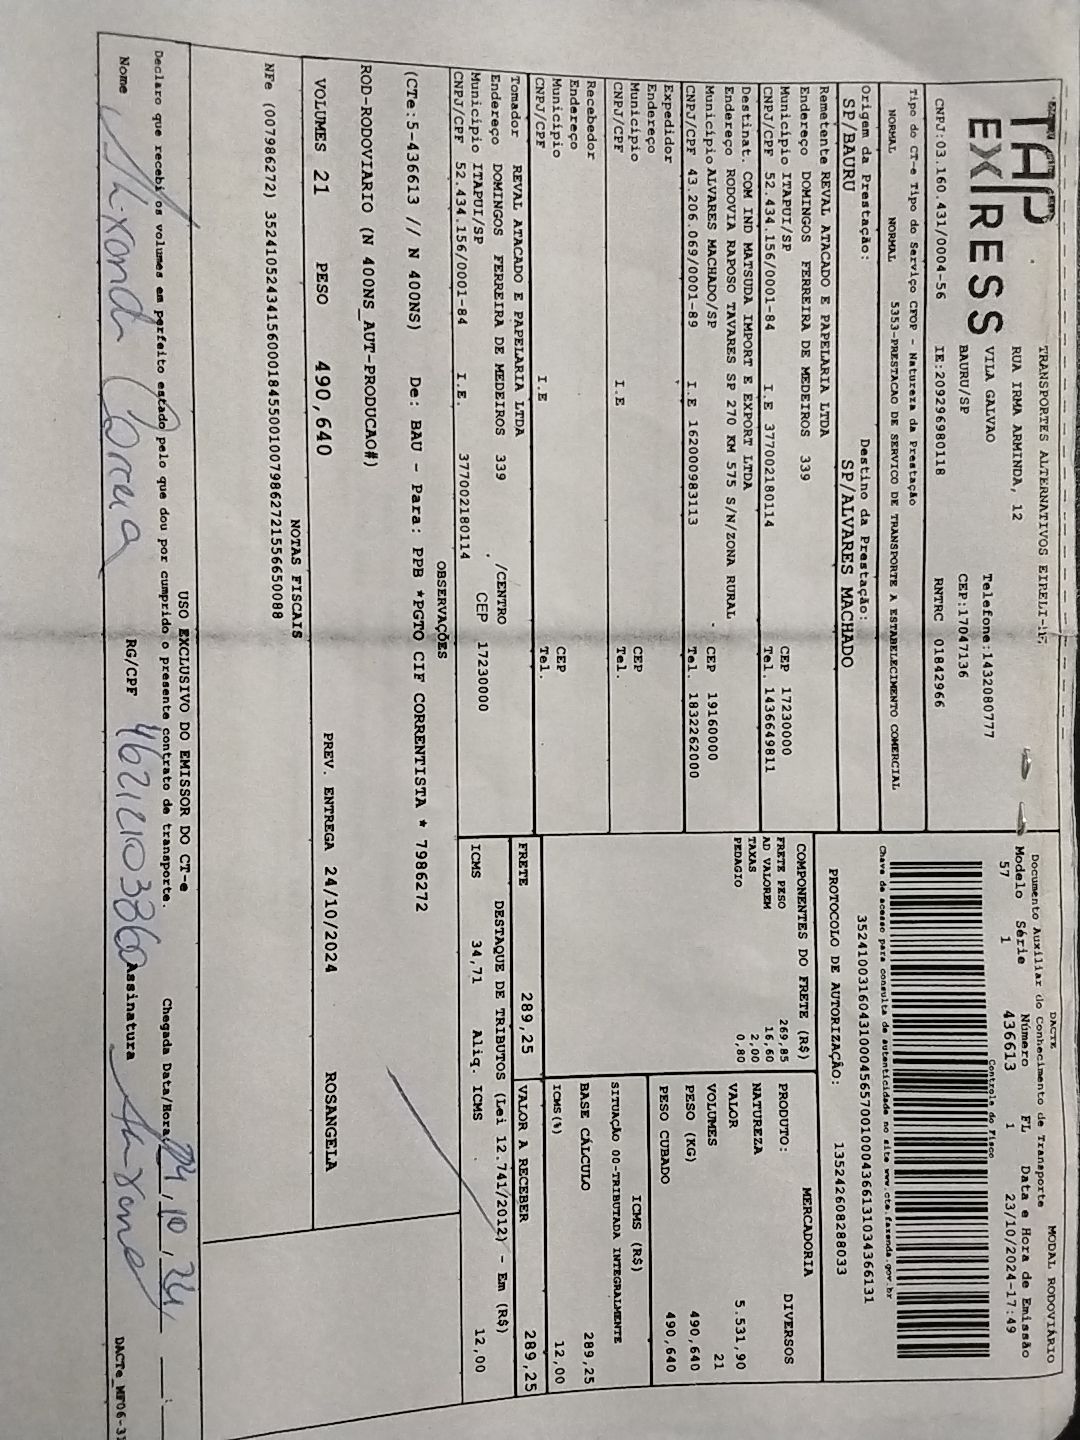 TAP
EXPRESS
TRANSPORTES ALTERNATIVOS EIRELI-ME
RUA IRMA ARMINDA, 12
VILA GALVAO Telefone:1432080777
BAURU/SP CEP:17047136
CNPJ:03.160.431/0004-56 IE:209296980118 RNTRC 01842966
DACTE MODAL RODOVIÁRIO
Documento Auxiliar do Conhecimento de Transporte
Modelo Série Número FL Data e Hora de Emissão
57 1 436613 1 23/10/2024-17:49
Controle do Fisco
Chave de acesso para consulta de autenticidade no site www.cte.fazenda.gov.br
35241003160431000456570010004366131034366131
PROTOCOLO DE AUTORIZAÇÃO: 135242608288033
Tipo do CT-e Tipo do Serviço CFOP - Natureza da Prestação
NORMAL NORMAL 5353-PRESTACAO DE SERVICO DE TRANSPORTE A ESTABELECIMENTO COMERCIAL
Origem da Prestação: Destino da Prestação:
SP/BAURU SP/ALVARES MACHADO
Remetente REVAL ATACADO E PAPELARIA LTDA
Endereço DOMINGOS FERREIRA DE MEDEIROS 339
Município ITAPUI/SP CEP 17230000
CNPJ/CPF 52.434.156/0001-84 I.E 377002180114 Tel. 1436649811
Destinat. COM IND MATSUDA IMPORT E EXPORT LTDA
Endereço RODOVIA RAPOSO TAVARES SP 270 KM 575 S/N/ZONA RURAL
Município ALVARES MACHADO/SP CEP 19160000
CNPJ/CPF 43.206.069/0001-89 I.E 162000983113 Tel. 1832262000
Expedidor
Endereço
Município CEP
CNPJ/CPF I.E Tel.
Recebedor
Endereço
Município CEP
CNPJ/CPF I.E Tel.
Tomador REVAL ATACADO E PAPELARIA LTDA
Endereço DOMINGOS FERREIRA DE MEDEIROS 339 /CENTRO
Município ITAPUI/SP CEP 17230000
CNPJ/CPF 52.434.156/0001-84 I.E. 377002180114
COMPONENTES DO FRETE (R$)
FRETE PESO 269,85
AD VALOREM 16,60
TAXAS 2,00
PEDAGIO 0,80
FRETE 289,25
MERCADORIA
PRODUTO: DIVERSOS
NATUREZA
VALOR 5.531,90
VOLUMES 21
PESO (KG) 490,640
PESO CUBADO 490,640
ICMS (R$)
SITUAÇÃO 00-TRIBUTADA INTEGRALMENTE
BASE CÁLCULO 289,25
ICMS(%) 12,00
VALOR A RECEBER 289,25
DESTAQUE DE TRIBUTOS (Lei 12.741/2012) - Em (R$)
ICMS 34,71 Aliq. ICMS 12,00
OBSERVAÇÕES
(CTe:5-436613 // N 400NS) De: BAU - Para: PPB *PGTO CIF CORRENTISTA * 7986272
ROD-RODOVIARIO (N 400NS_AUT-PRODUCAO#)
VOLUMES 21 PESO 490,640 PREV. ENTREGA 24/10/2024 ROSANGELA
NOTAS FISCAIS
NFe (007986272) 35241052434156000184550010079862721556650088
USO EXCLUSIVO DO EMISSOR DO CT-e
Declaro que recebi os volumes em perfeito estado pelo que dou por cumprido o presente contrato de transporte. Chegada Data/Hora 24/10/24 :
Nome Correia RG/CPF 46212103860 Assinatura
DACTe_MF06-31